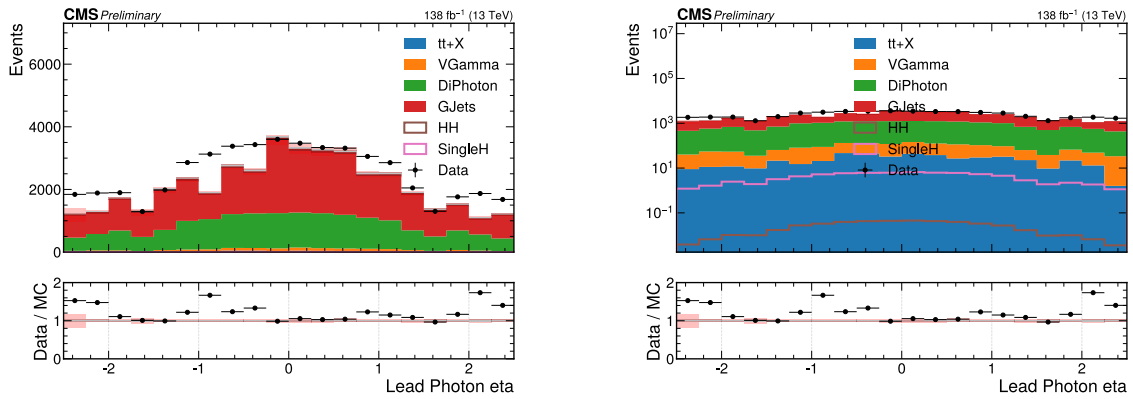 CMS Preliminary 138 fb⁻¹ (13 TeV)
Events
6000
4000
2000
0
tt+X
VGamma
DiPhoton
GJets
HH
SingleH
Data
Data / MC
2
1
0
-2 -1 0 1 2
Lead Photon eta
CMS Preliminary 138 fb⁻¹ (13 TeV)
Events
10⁷
10⁵
10³
10¹
10⁻¹
tt+X
VGamma
DiPhoton
GJets
HH
SingleH
Data
Data / MC
2
1
0
-2 -1 0 1 2
Lead Photon eta